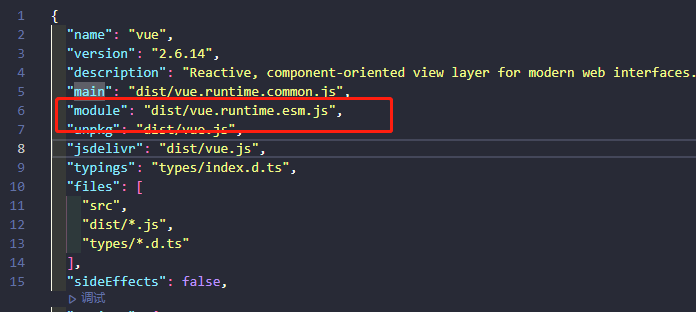 1 {
2 "name": "vue",
3 "version": "2.6.14",
4 "description": "Reactive, component-oriented view layer for modern web interfaces.
5 "main": "dist/vue.runtime.common.js",
6 "module": "dist/vue.runtime.esm.js",
7 "unpkg": "dist/vue.js",
8 "jsdelivr": "dist/vue.js",
9 "typings": "types/index.d.ts",
10 "files": [
11 "src",
12 "dist/*.js",
13 "types/*.d.ts"
14 ],
15 "sideEffects": false,
▷ 调试